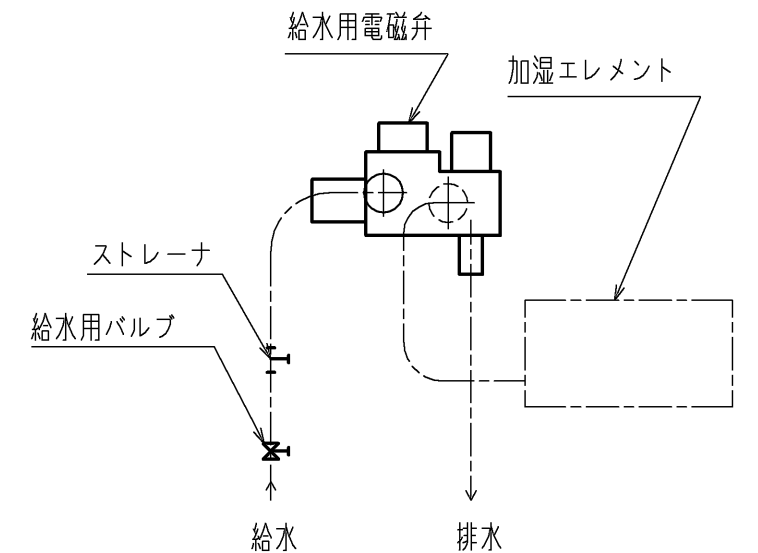 給水用電磁弁
加湿エレメント
ストレーナ
給水用バルブ
給水
排水